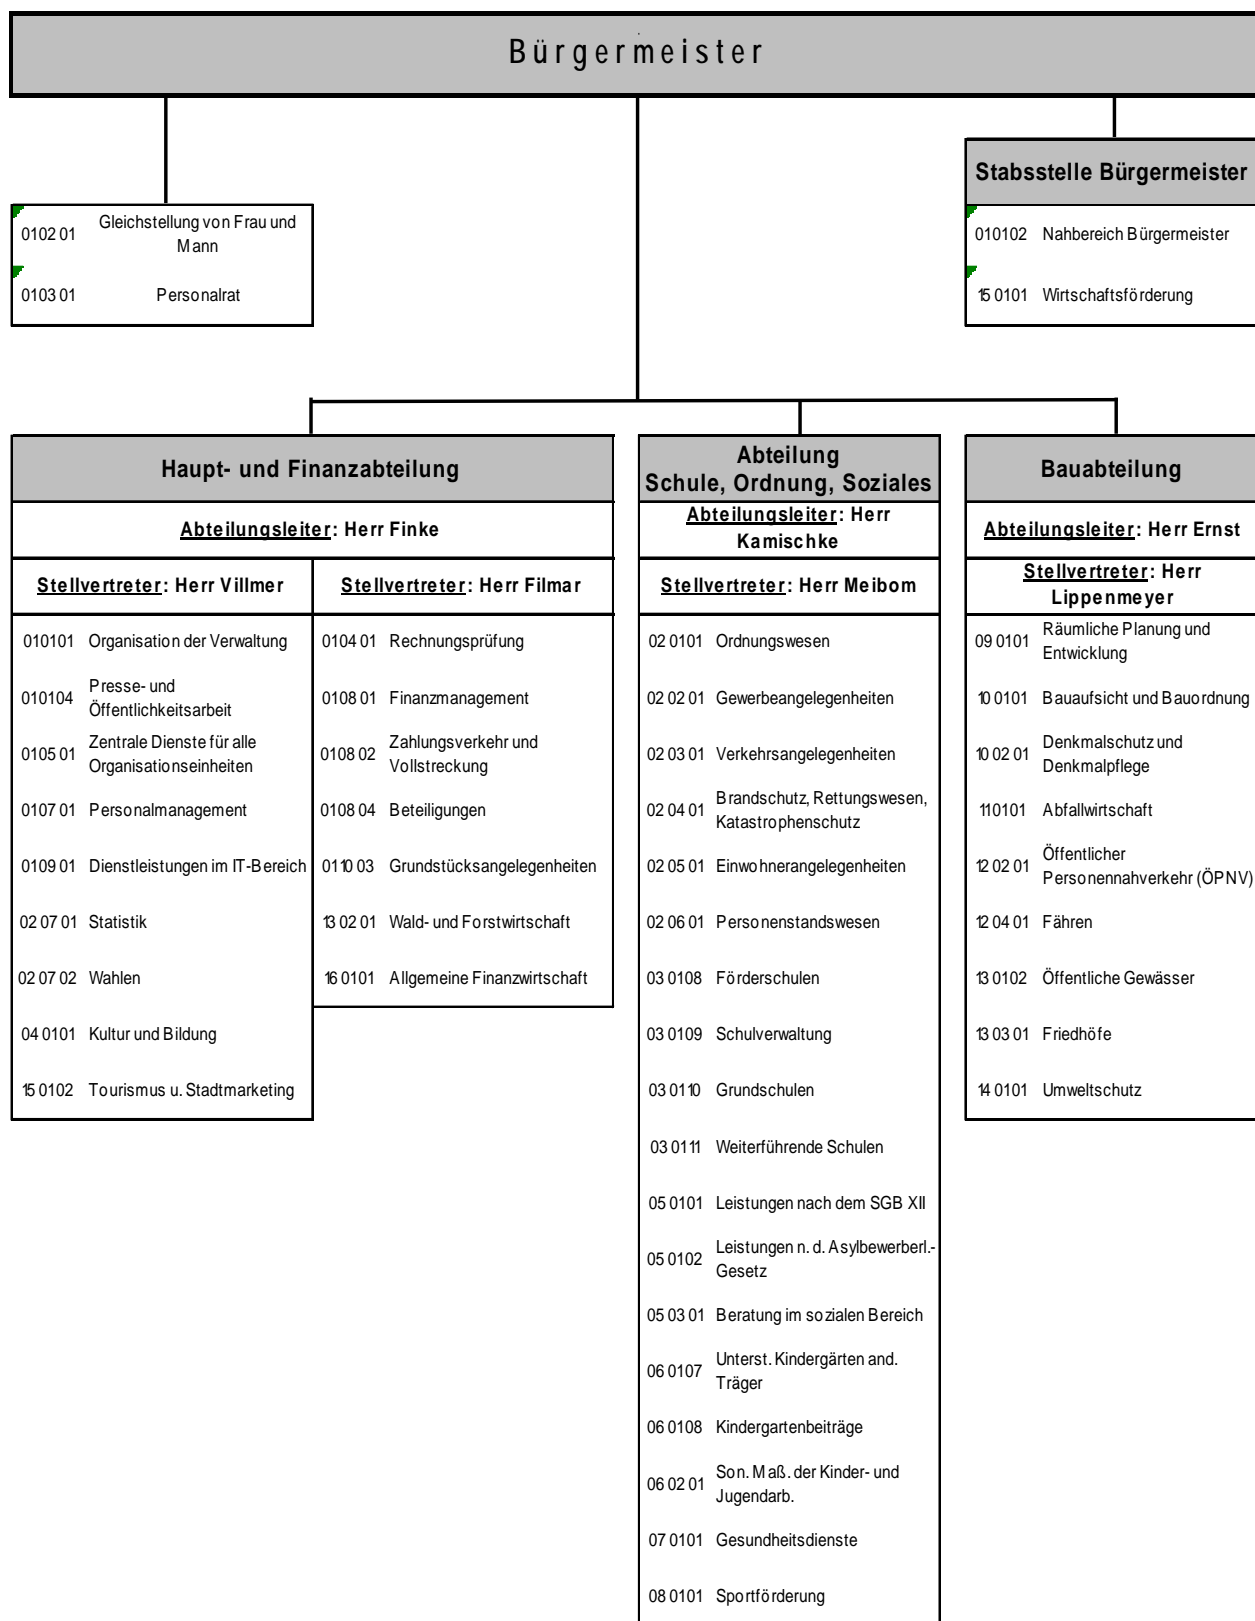 Bürgermeister
Stabsstelle Bürgermeister
0102 01 Gleichstellung von Frau und
Mann
0103 01 Personalrat
010102 Nahbereich Bürgermeister
15 0101 Wirtschaftsförderung
Haupt- und Finanzabteilung
Abteilungsleiter: Herr Finke
Stellvertreter: Herr Villmer
010101 Organisation der Verwaltung
010104 Presse- und
Öffentlichkeitsarbeit
0105 01 Zentrale Dienste für alle
Organisationseinheiten
0107 01 Personalmanagement
0109 01 Dienstleistungen im IT-Bereich
02 07 01 Statistik
02 07 02 Wahlen
04 0101 Kultur und Bildung
15 0102 Tourismus u. Stadtmarketing
Stellvertreter: Herr Filmar
0104 01 Rechnungsprüfung
0108 01 Finanzmanagement
0108 02 Zahlungsverkehr und
Vollstreckung
0108 04 Beteiligungen
0110 03 Grundstücksangelegenheiten
13 02 01 Wald- und Forstwirtschaft
16 0101 Allgemeine Finanzwirtschaft
Abteilung
Schule, Ordnung, Soziales
Abteilungsleiter: Herr
Kamischke
Stellvertreter: Herr Meibom
02 0101 Ordnungswesen
02 02 01 Gewerbeangelegenheiten
02 03 01 Verkehrsangelegenheiten
02 04 01 Brandschutz, Rettungswesen,
Katastrophenschutz
02 05 01 Einwohnerangelegenheiten
02 06 01 Personenstandswesen
03 0108 Förderschulen
03 0109 Schulverwaltung
03 0110 Grundschulen
03 0111 Weiterführende Schulen
05 0101 Leistungen nach dem SGB XII
05 0102 Leistungen n. d. Asylbewerberl.-
Gesetz
05 03 01 Beratung im sozialen Bereich
06 0107 Unterst. Kindergärten and.
Träger
06 0108 Kindergartenbeiträge
06 02 01 Son. Maß. der Kinder- und
Jugendarb.
07 0101 Gesundheitsdienste
08 0101 Sportförderung
Bauabteilung
Abteilungsleiter: Herr Ernst
Stellvertreter: Herr
Lippenmeyer
09 0101 Räumliche Planung und
Entwicklung
10 0101 Bauaufsicht und Bauordnung
10 02 01 Denkmalschutz und
Denkmalpflege
110101 Abfallwirtschaft
12 02 01 Öffentlicher
Personennahverkehr (ÖPNV)
12 04 01 Fähren
13 0102 Öffentliche Gewässer
13 03 01 Friedhöfe
14 0101 Umweltschutz